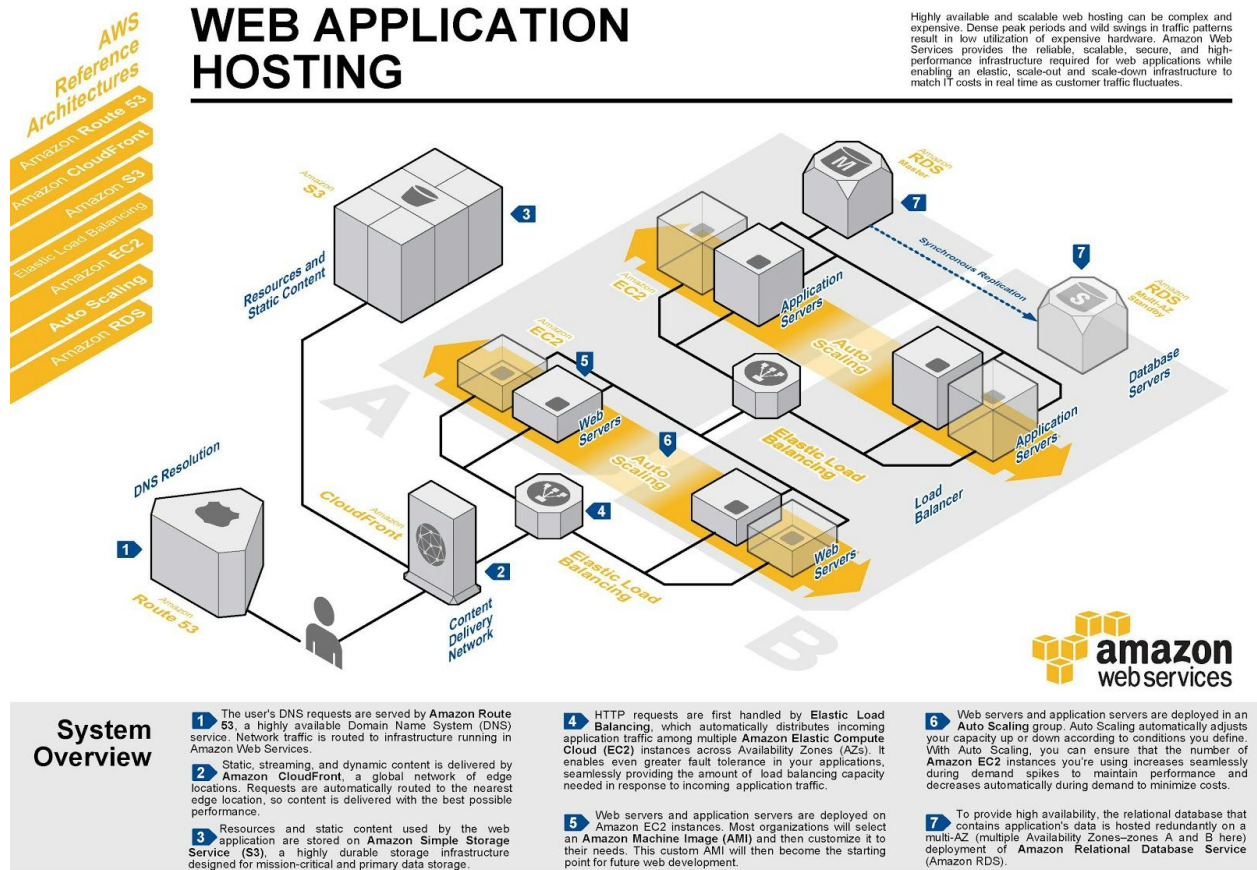 AWS
Reference
Architectures
Amazon Route 53
Amazon CloudFront
Amazon S3
Elastic Load Balancing
Amazon EC2
Auto Scaling
Amazon RDS
WEB APPLICATION
HOSTING
Highly available and scalable web hosting can be complex and
expensive. Dense peak periods and wild swings in traffic patterns
result in low utilization of expensive hardware. Amazon Web
Services provides the reliable, scalable, secure, and high-
performance infrastructure required for web applications while
enabling an elastic, scale-out and scale-down infrastructure to
match IT costs in real time as customer traffic fluctuates.
Amazon
S3
3
Resources and
Static Content
M
Amazon
RDS
Master
7
Synchronous Replication
7
S
Amazon
RDS
Multi-AZ
Standby
Database
Servers
Amazon
EC2
Application
Servers
Auto
Scaling
Application
Servers
Elastic Load
Balancing
Load
Balancer
A
Amazon
EC2
5
Web
Servers
6
Auto
Scaling
Web
Servers
4
Elastic Load
Balancing
B
DNS Resolution
1
Amazon
Route 53
Amazon
CloudFront
2
Content
Delivery
Network
amazon
web services
System
Overview
1 The user's DNS requests are served by Amazon Route
53, a highly available Domain Name System (DNS)
service. Network traffic is routed to infrastructure running in
Amazon Web Services.
2 Static, streaming, and dynamic content is delivered by
Amazon CloudFront, a global network of edge
locations. Requests are automatically routed to the nearest
edge location, so content is delivered with the best possible
performance.
3 Resources and static content used by the web
application are stored on Amazon Simple Storage
Service (S3), a highly durable storage infrastructure
designed for mission-critical and primary data storage.
4 HTTP requests are first handled by Elastic Load
Balancing, which automatically distributes incoming
application traffic among multiple Amazon Elastic Compute
Cloud (EC2) instances across Availability Zones (AZs). It
enables even greater fault tolerance in your applications,
seamlessly providing the amount of load balancing capacity
needed in response to incoming application traffic.
5 Web servers and application servers are deployed on
Amazon EC2 instances. Most organizations will select
an Amazon Machine Image (AMI) and then customize it to
their needs. This custom AMI will then become the starting
point for future web development.
6 Web servers and application servers are deployed in an
Auto Scaling group. Auto Scaling automatically adjusts
your capacity up or down according to conditions you define.
With Auto Scaling, you can ensure that the number of
Amazon EC2 instances you're using increases seamlessly
during demand spikes to maintain performance and
decreases automatically during demand to minimize costs.
7 To provide high availability, the relational database that
contains application's data is hosted redundantly on a
multi-AZ (multiple Availability Zones–zones A and B here)
deployment of Amazon Relational Database Service
(Amazon RDS).